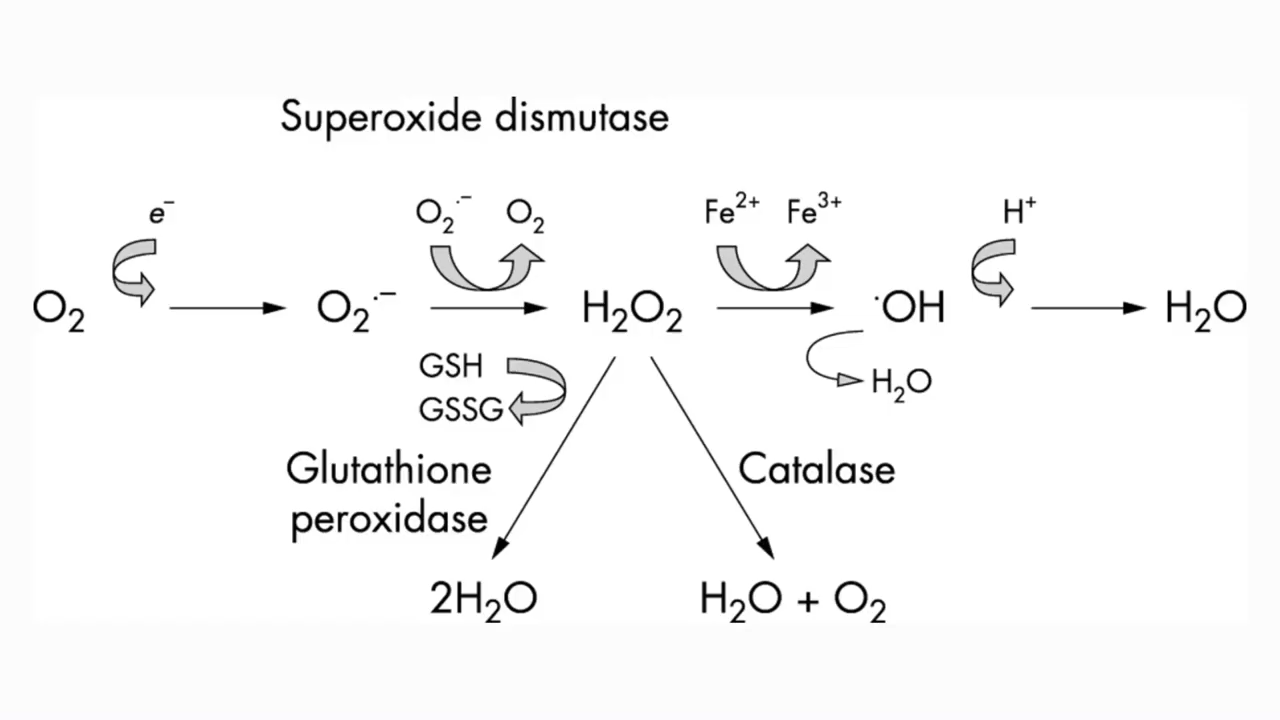 Superoxide dismutase
e⁻ O₂·⁻ O₂ Fe²⁺ Fe³⁺ H⁺
O₂ O₂·⁻ H₂O₂ ·OH H₂O
GSH
H₂O
GSSG
Glutathione Catalase
peroxidase
2H₂O H₂O + O₂